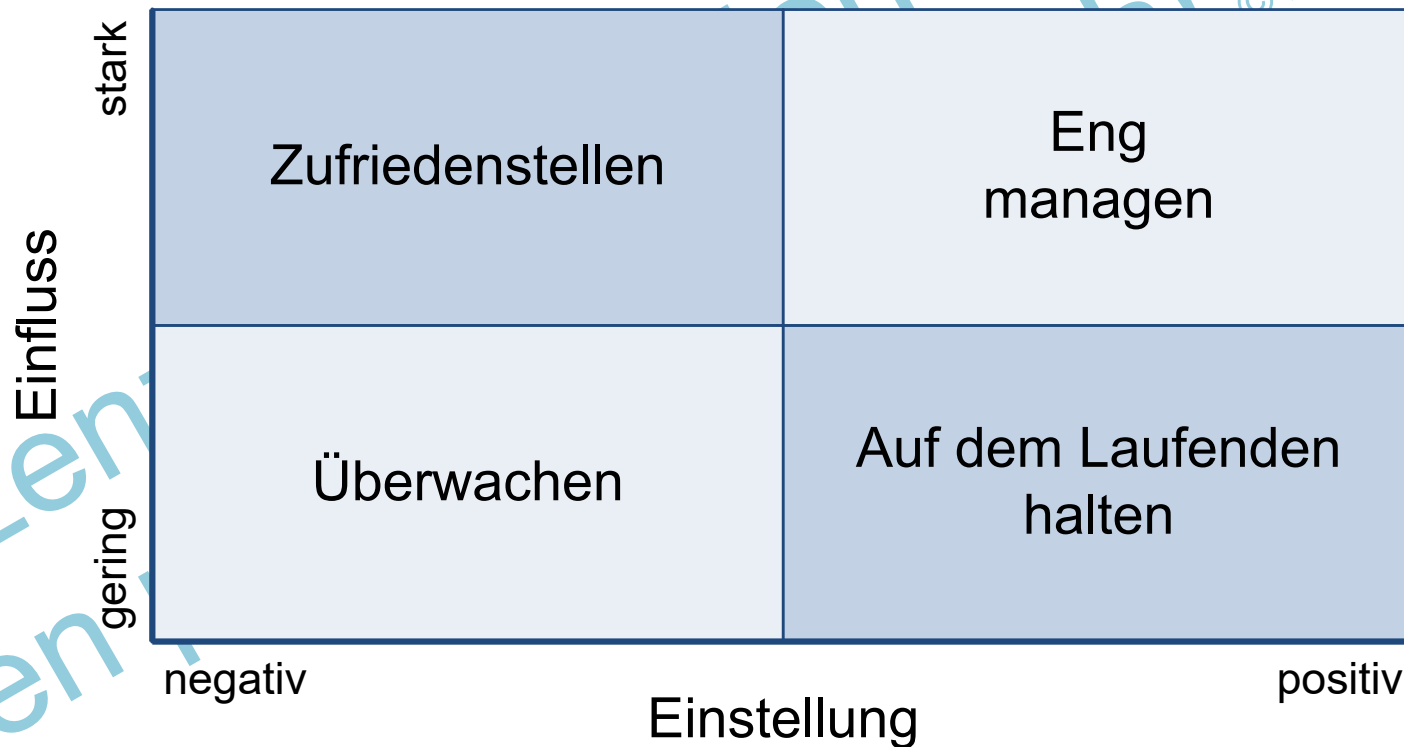 stark
Zufriedenstellen
Eng
managen
Einfluss
Überwachen
Auf dem Laufenden
halten
gering
negativ
positiv
Einstellung